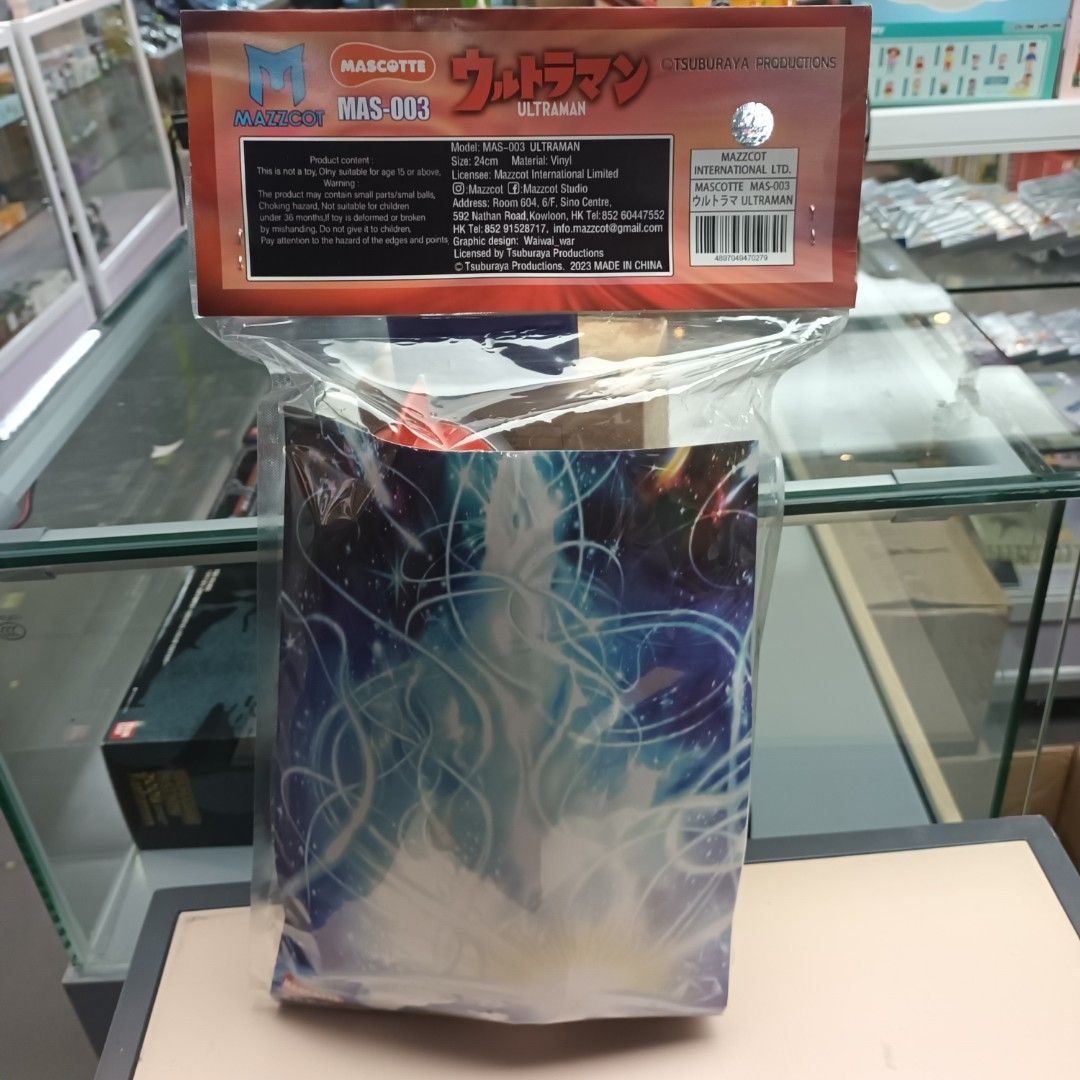 MAZZCOT
MASCOTTE
MAS-003
ウルトラマン
ULTRAMAN
©TSUBURAYA PRODUCTIONS
Product content :
This is not a toy, Olny suitable for age 15 or above,
Warning :
The product may contain small parts/small balls,
Choking hazard, Not suitable for children
under 36 months,If toy is deformed or broken
by mishanding, Do not give it to children.
Pay attention to the hazard of the edges and points
Model: MAS-003 ULTRAMAN
Size: 24cm Material: Vinyl
Licensee: Mazzcot International Limited
:Mazzcot :Mazzcot Studio
Address: Room 604, 6/F, Sino Centre,
592 Nathan Road,Kowloon, HK Tel:852 60447552
HK Tel:852 91528717, info.mazzcot@gmail.com
Graphic design: Waiwai_war
Licensed by Tsuburaya Productions
© Tsuburaya Productions. 2023 MADE IN CHINA
MAZZCOT
INTERNATIONAL LTD.
MASCOTTE MAS-003
ウルトラマ ULTRAMAN
4897049470279